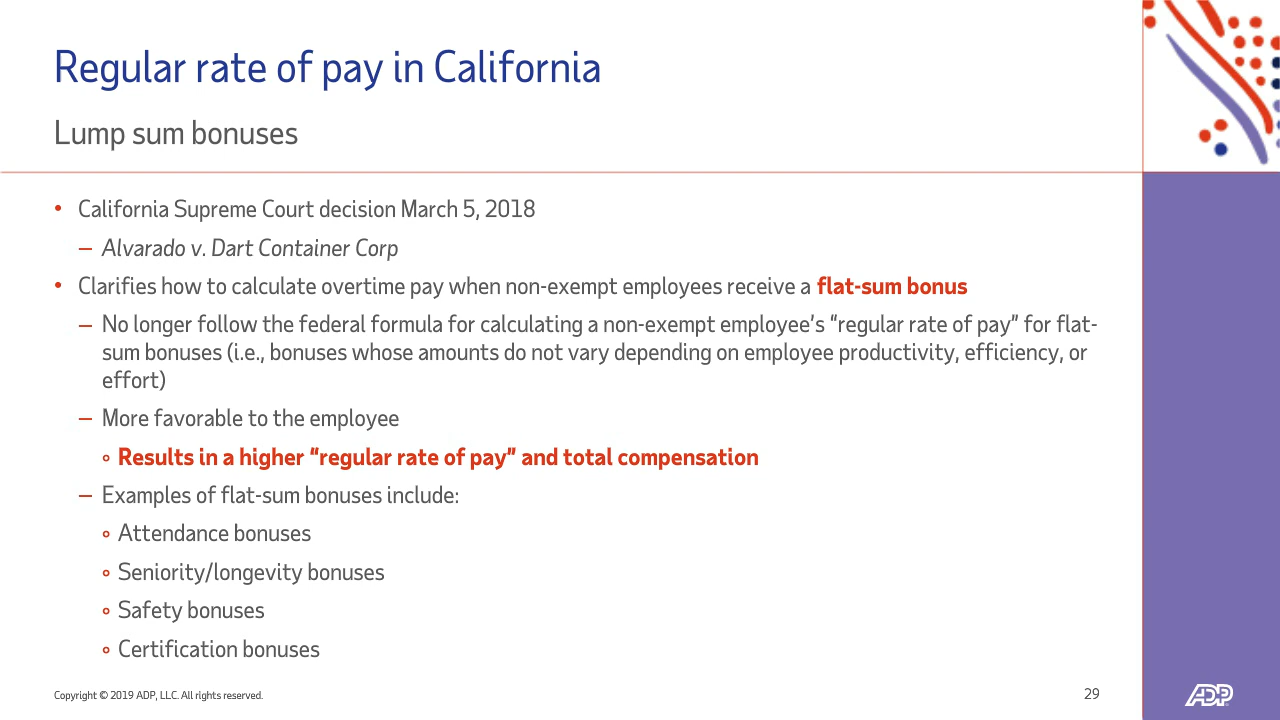 Regular rate of pay in California
Lump sum bonuses
• California Supreme Court decision March 5, 2018
– Alvarado v. Dart Container Corp
• Clarifies how to calculate overtime pay when non-exempt employees receive a flat-sum bonus
– No longer follow the federal formula for calculating a non-exempt employee's “regular rate of pay” for flat-
sum bonuses (i.e., bonuses whose amounts do not vary depending on employee productivity, efficiency, or
effort)
– More favorable to the employee
∘ Results in a higher “regular rate of pay” and total compensation
– Examples of flat-sum bonuses include:
∘ Attendance bonuses
∘ Seniority/longevity bonuses
∘ Safety bonuses
∘ Certification bonuses
Copyright © 2019 ADP, LLC. All rights reserved.
29
ADP